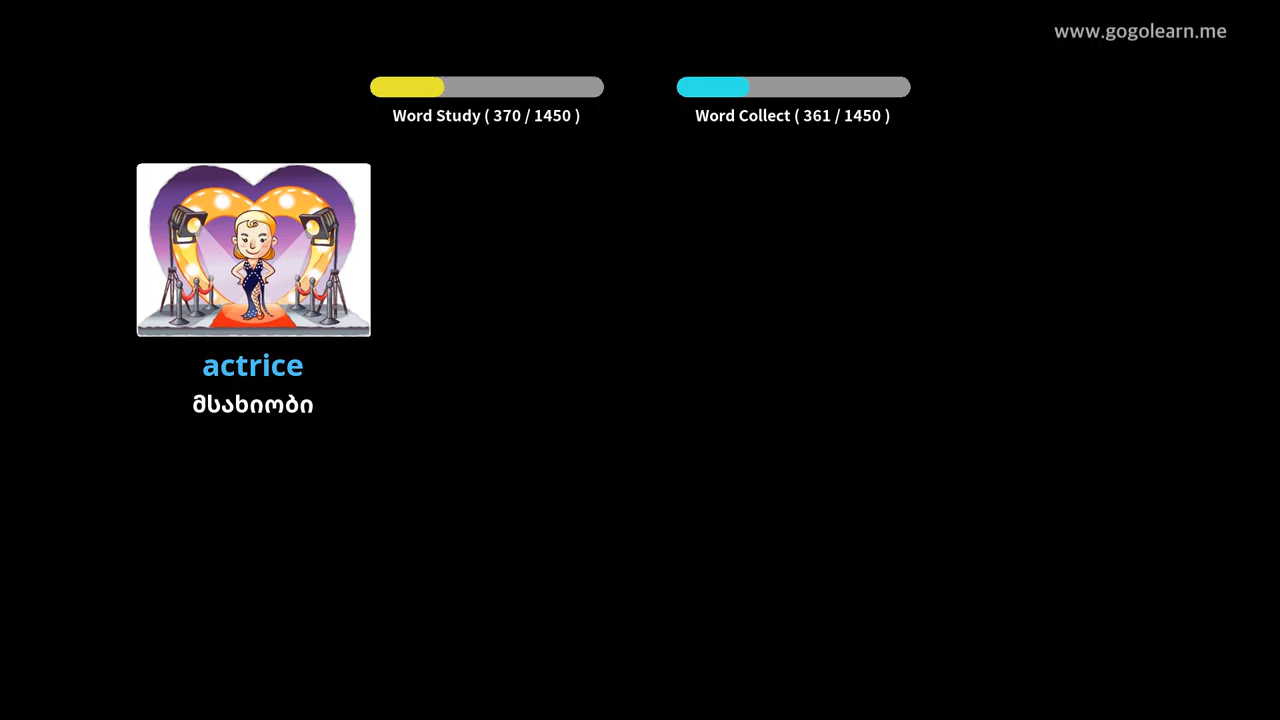 www.gogolearn.me
Word Study ( 370 / 1450 )
Word Collect ( 361 / 1450 )
actrice
მსახიობი